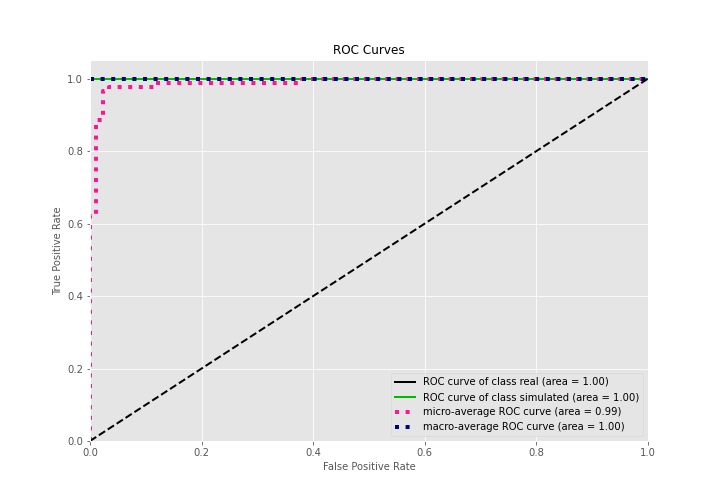 ROC Curves
1.0
0.8
0.6
0.4
0.2
0.0
True Positive Rate
0.0 0.2 0.4 0.6 0.8 1.0
False Positive Rate
ROC curve of class real (area = 1.00)
ROC curve of class simulated (area = 1.00)
micro-average ROC curve (area = 0.99)
macro-average ROC curve (area = 1.00)